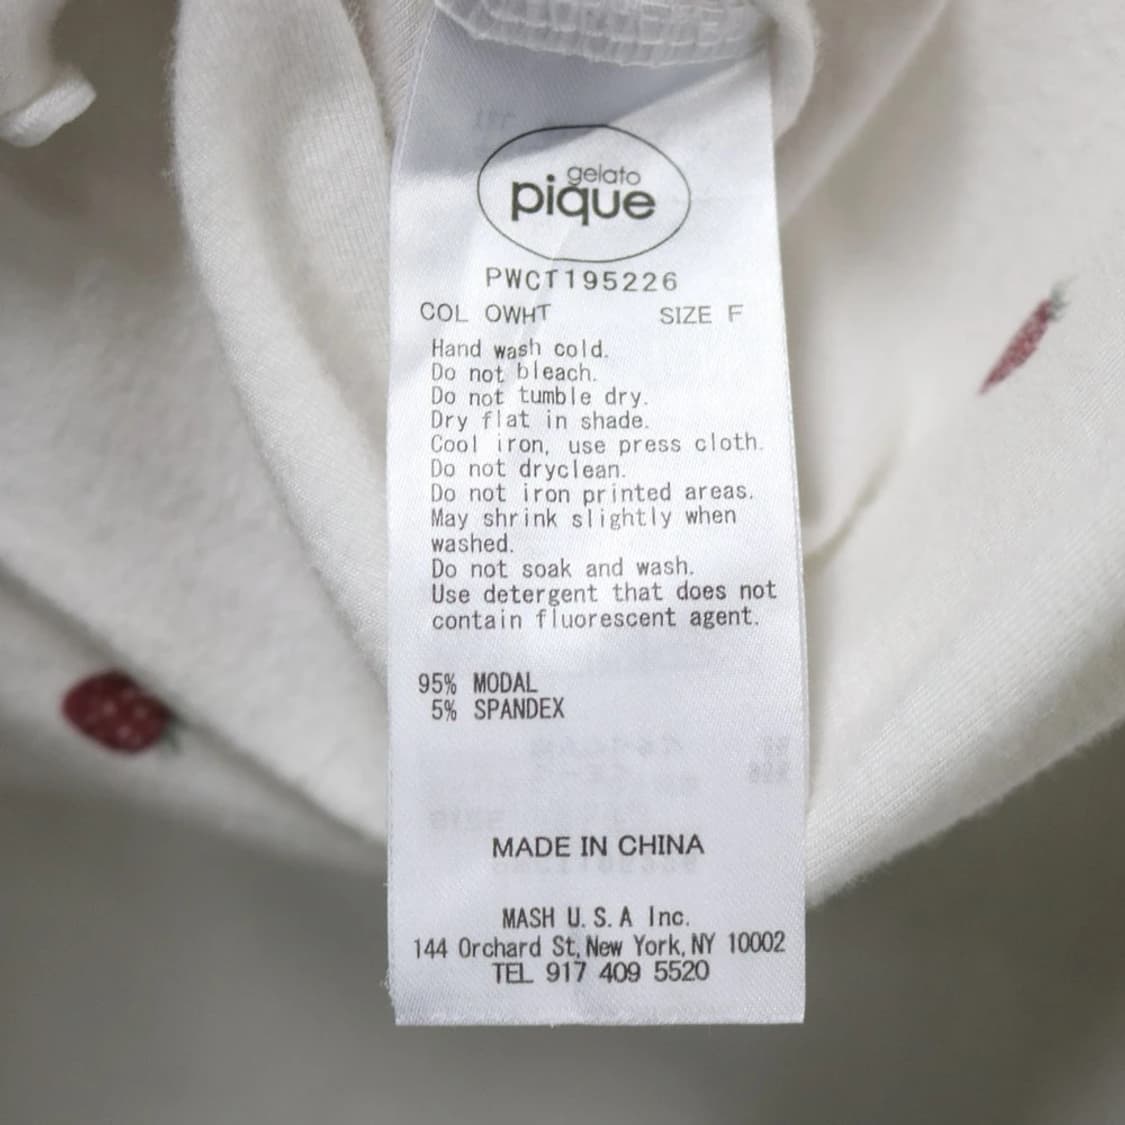 gelato
pique
PWCT195226
COL OWHT SIZE F
Hand wash cold.
Do not bleach.
Do not tumble dry.
Dry flat in shade.
Cool iron, use press cloth.
Do not dryclean.
Do not iron printed areas.
May shrink slightly when
washed.
Do not soak and wash.
Use detergent that does not
contain fluorescent agent.
95% MODAL
5% SPANDEX
MADE IN CHINA
MASH U.S.A Inc.
144 Orchard St, New York, NY 10002
TEL 917 409 5520